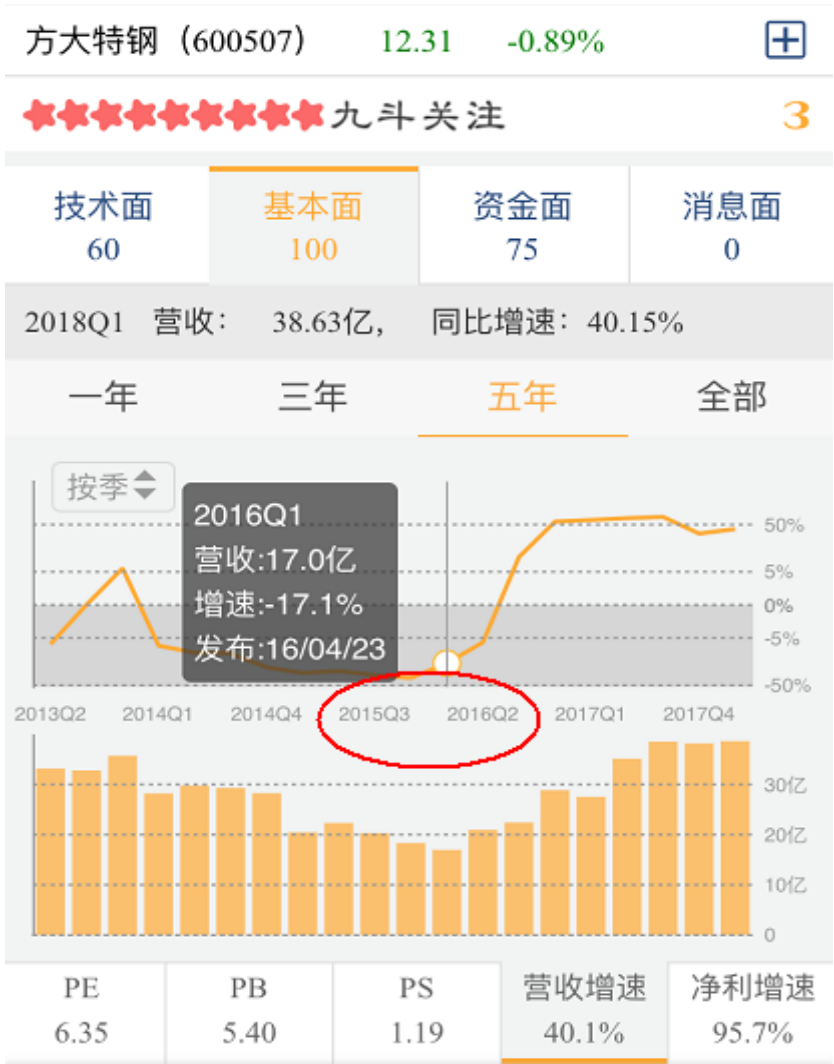 方大特钢（600507） 12.31 -0.89%
九斗关注 3
技术面 基本面 资金面 消息面
60 100 75 0
2018Q1 营收： 38.63亿， 同比增速：40.15%
一年 三年 五年 全部
按季
2016Q1
营收:17.0亿
增速:-17.1%
发布:16/04/23
50%
5%
0%
-5%
-50%
2013Q2 2014Q1 2014Q4 2015Q3 2016Q2 2017Q1 2017Q4
30亿
20亿
10亿
0
PE PB PS 营收增速 净利增速
6.35 5.40 1.19 40.1% 95.7%